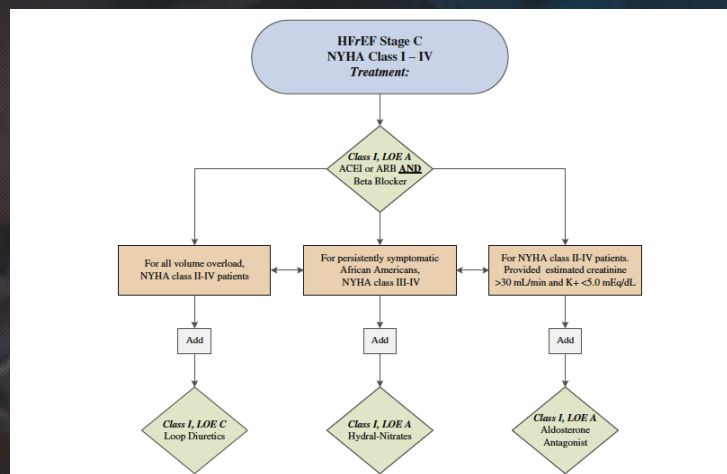 HFrEF Stage C
NYHA Class I – IV
Treatment:
Class I, LOE A
ACEI or ARB AND
Beta Blocker
For all volume overload,
NYHA class II-IV patients
For persistently symptomatic
African Americans,
NYHA class III-IV
For NYHA class II-IV patients.
Provided estimated creatinine
>30 mL/min and K+ <5.0 mEq/dL
Add
Add
Add
Class I, LOE C
Loop Diuretics
Class I, LOE A
Hydral-Nitrates
Class I, LOE A
Aldosterone
Antagonist